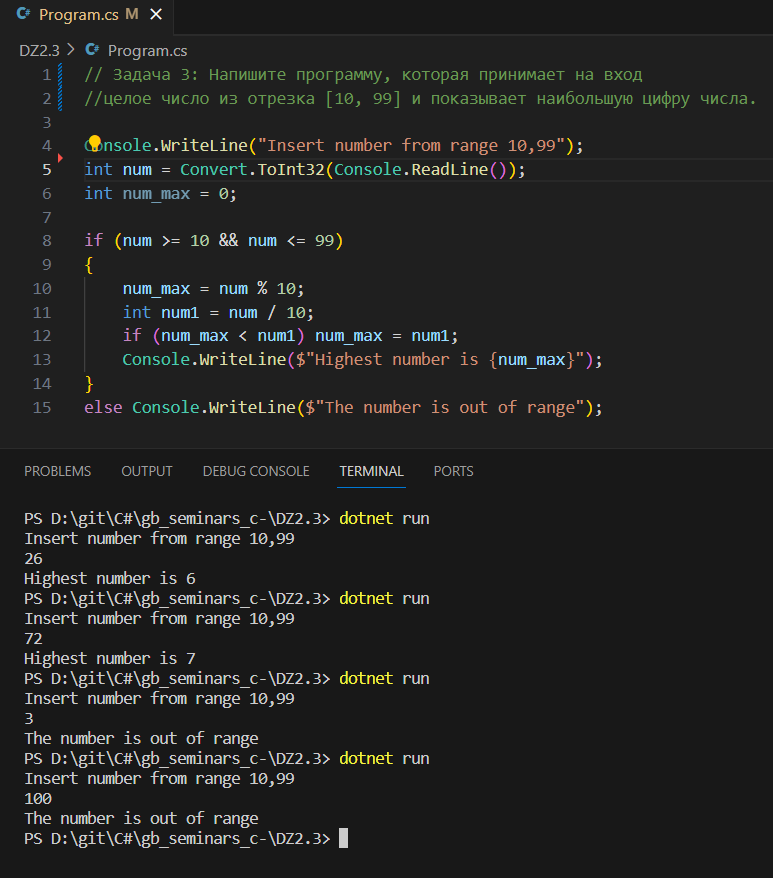 C# Program.cs M ×
DZ2.3 > C# Program.cs
1 // Задача 3: Напишите программу, которая принимает на вход
2 //целое число из отрезка [10, 99] и показывает наибольшую цифру числа.
3
4 Console.WriteLine("Insert number from range 10,99");
5 int num = Convert.ToInt32(Console.ReadLine());
6 int num_max = 0;
7
8 if (num >= 10 && num <= 99)
9 {
10 num_max = num % 10;
11 int num1 = num / 10;
12 if (num_max < num1) num_max = num1;
13 Console.WriteLine($"Highest number is {num_max}");
14 }
15 else Console.WriteLine($"The number is out of range");
PROBLEMS OUTPUT DEBUG CONSOLE TERMINAL PORTS
PS D:\git\C#\gb_seminars_c-\DZ2.3> dotnet run
Insert number from range 10,99
26
Highest number is 6
PS D:\git\C#\gb_seminars_c-\DZ2.3> dotnet run
Insert number from range 10,99
72
Highest number is 7
PS D:\git\C#\gb_seminars_c-\DZ2.3> dotnet run
Insert number from range 10,99
3
The number is out of range
PS D:\git\C#\gb_seminars_c-\DZ2.3> dotnet run
Insert number from range 10,99
100
The number is out of range
PS D:\git\C#\gb_seminars_c-\DZ2.3>